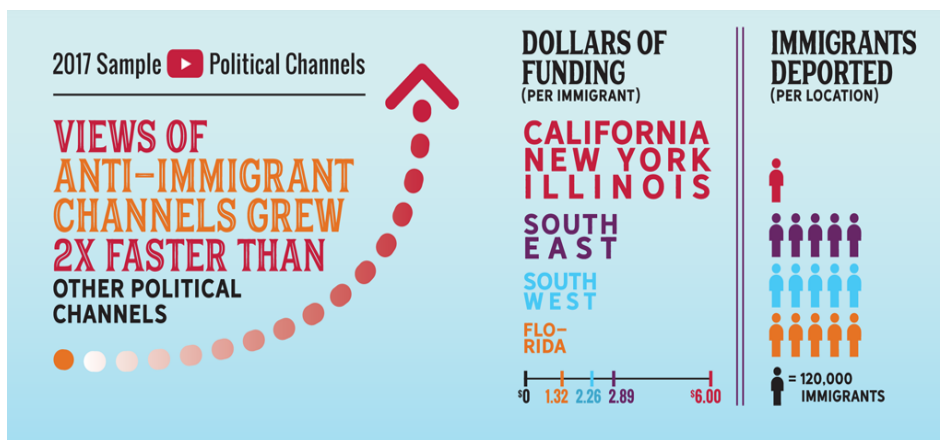 2017 Sample Political Channels
VIEWS OF
ANTI-IMMIGRANT
CHANNELS GREW
2X FASTER THAN
OTHER POLITICAL
CHANNELS
DOLLARS OF
FUNDING
(PER IMMIGRANT)
CALIFORNIA
NEW YORK
ILLINOIS
SOUTH
EAST
SOUTH
WEST
FLO-
RIDA
$0 1.32 2.26 2.89 $6.00
IMMIGRANTS
DEPORTED
(PER LOCATION)
= 120,000
IMMIGRANTS